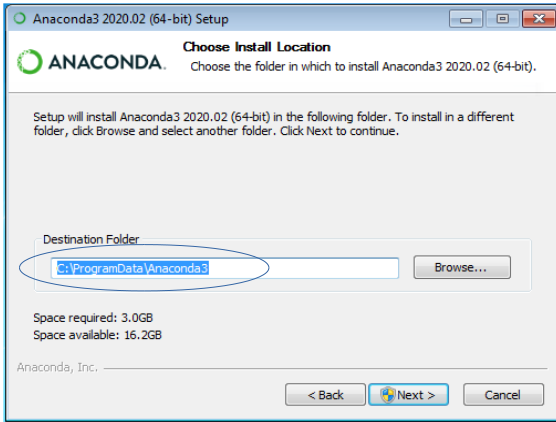 Anaconda3 2020.02 (64-bit) Setup
ANACONDA.
Choose Install Location
Choose the folder in which to install Anaconda3 2020.02 (64-bit).
Setup will install Anaconda3 2020.02 (64-bit) in the following folder. To install in a different
folder, click Browse and select another folder. Click Next to continue.
Destination Folder
C:\ProgramData\Anaconda3
Browse...
Space required: 3.0GB
Space available: 16.2GB
Anaconda, Inc.
< Back
Next >
Cancel